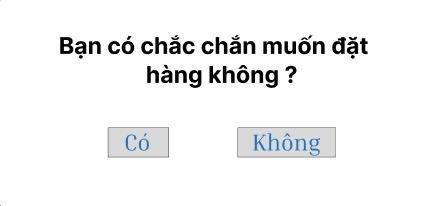 Bạn có chắc chắn muốn đặt
hàng không ?
Có Không